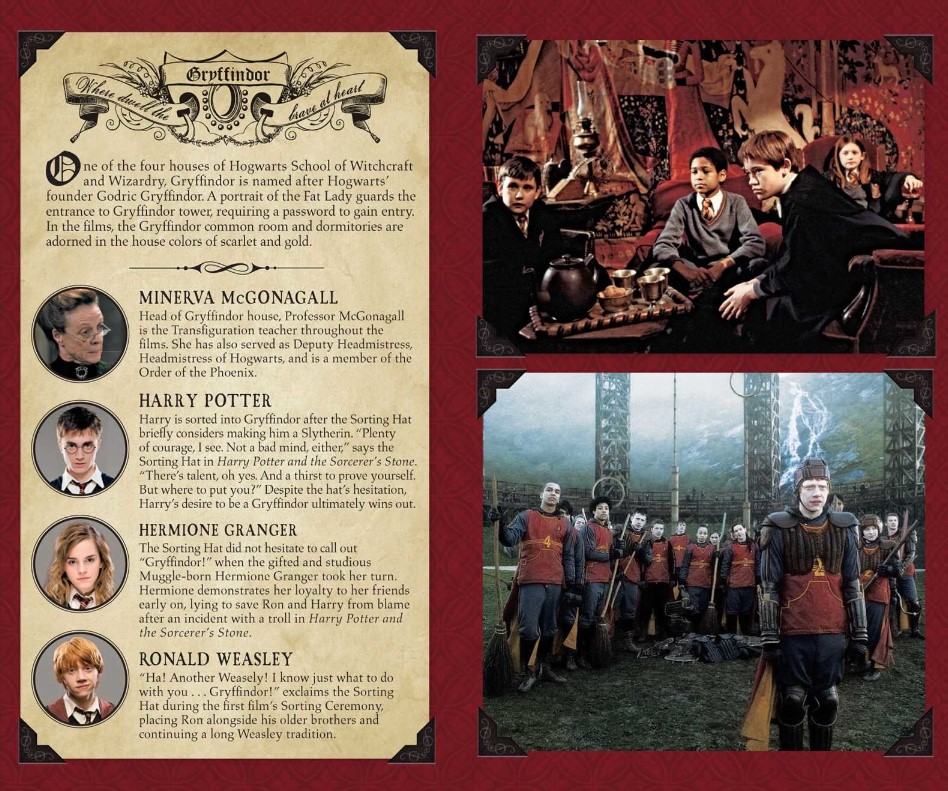 Gryffindor
Where dwell the brave at heart
One of the four houses of Hogwarts School of Witchcraft
and Wizardry, Gryffindor is named after Hogwarts'
founder Godric Gryffindor. A portrait of the Fat Lady guards the
entrance to Gryffindor tower, requiring a password to gain entry.
In the films, the Gryffindor common room and dormitories are
adorned in the house colors of scarlet and gold.
MINERVA McGONAGALL
Head of Gryffindor house, Professor McGonagall
is the Transfiguration teacher throughout the
films. She has also served as Deputy Headmistress,
Headmistress of Hogwarts, and is a member of the
Order of the Phoenix.
HARRY POTTER
Harry is sorted into Gryffindor after the Sorting Hat
briefly considers making him a Slytherin. “Plenty
of courage, I see. Not a bad mind, either,” says the
Sorting Hat in Harry Potter and the Sorcerer's Stone.
“There's talent, oh yes. And a thirst to prove yourself.
But where to put you?” Despite the hat's hesitation,
Harry's desire to be a Gryffindor ultimately wins out.
HERMIONE GRANGER
The Sorting Hat did not hesitate to call out
“Gryffindor!” when the gifted and studious
Muggle-born Hermione Granger took her turn.
Hermione demonstrates her loyalty to her friends
early on, lying to save Ron and Harry from blame
after an incident with a troll in Harry Potter and
the Sorcerer's Stone.
RONALD WEASLEY
“Ha! Another Weasely! I know just what to do
with you . . . Gryffindor!” exclaims the Sorting
Hat during the first film's Sorting Ceremony,
placing Ron alongside his older brothers and
continuing a long Weasley tradition.
4
2